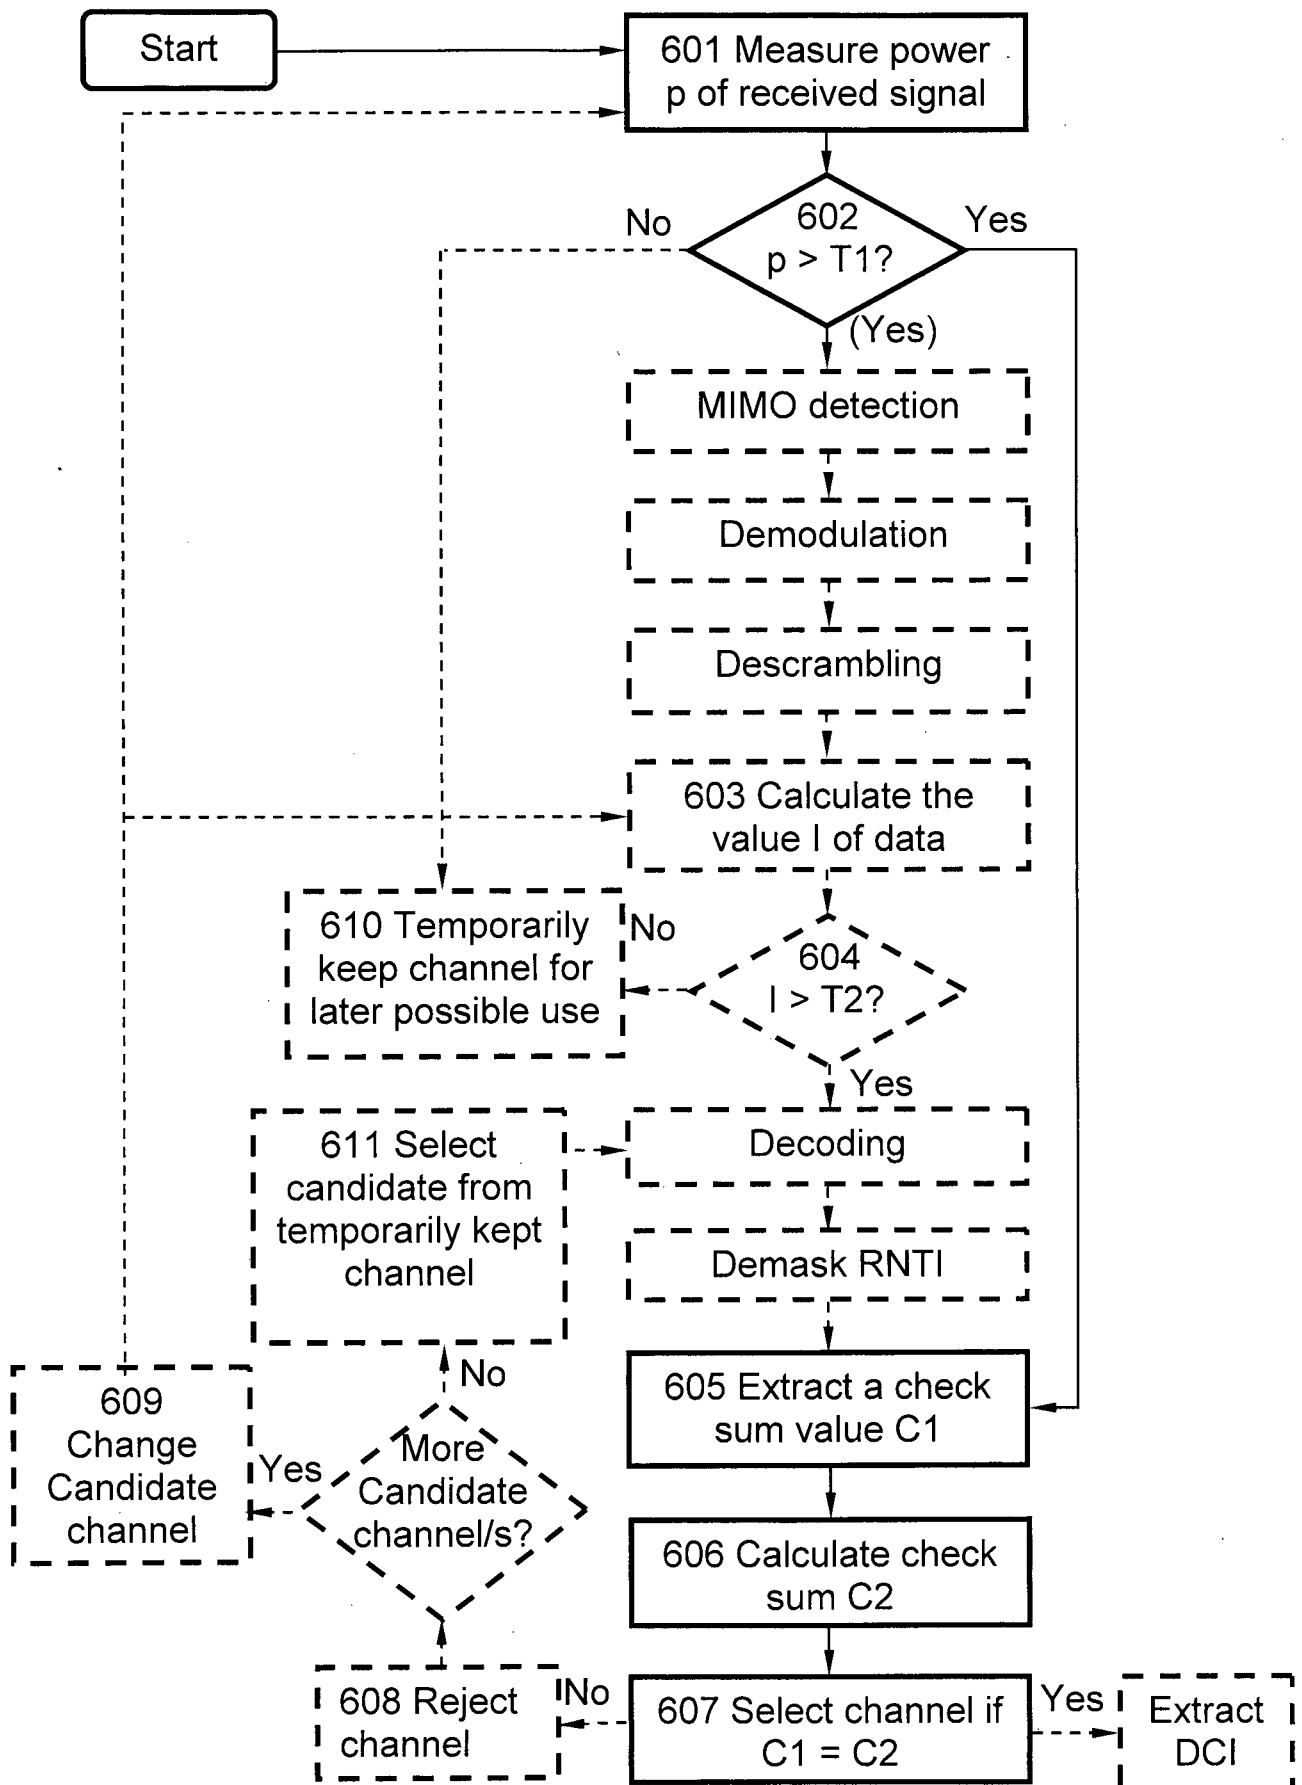 Start
601 Measure power
p of received signal
No
602
p > T1?
Yes
(Yes)
MIMO detection
Demodulation
Descrambling
603 Calculate the
value I of data
610 Temporarily
keep channel for
later possible use
No
604
I > T2?
Yes
611 Select
candidate from
temporarily kept
channel
Decoding
Demask RNTI
No
605 Extract a check
sum value C1
609
Change
Candidate
channel
Yes
More
Candidate
channel/s?
606 Calculate check
sum C2
608 Reject
channel
No
607 Select channel if
C1 = C2
Yes
Extract
DCI